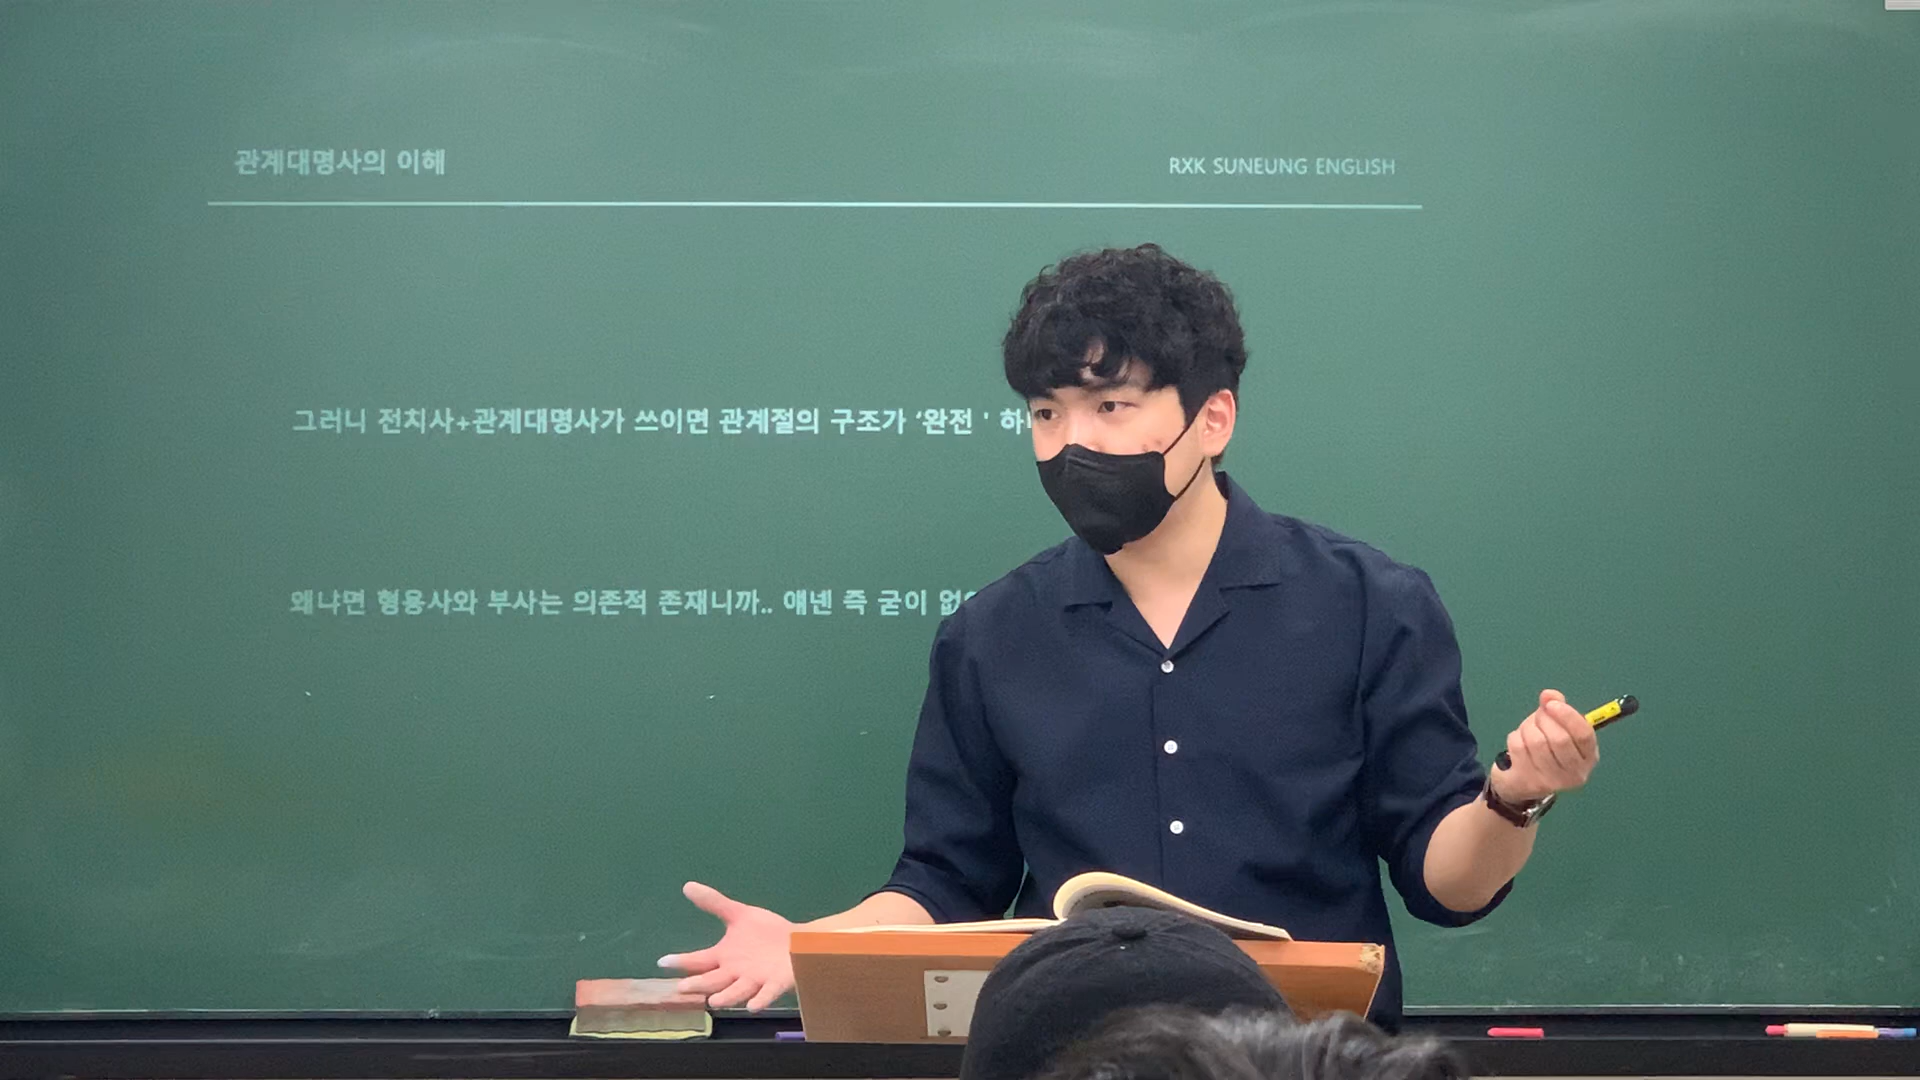 관계대명사의 이해
RXK SUNEUNG ENGLISH
그러니 전치사+관계대명사가 쓰이면 관계절의 구조가 ‘완전 '
왜냐면 형용사와 부사는 의존적 존재니까.. 얘넨 즉 굳이